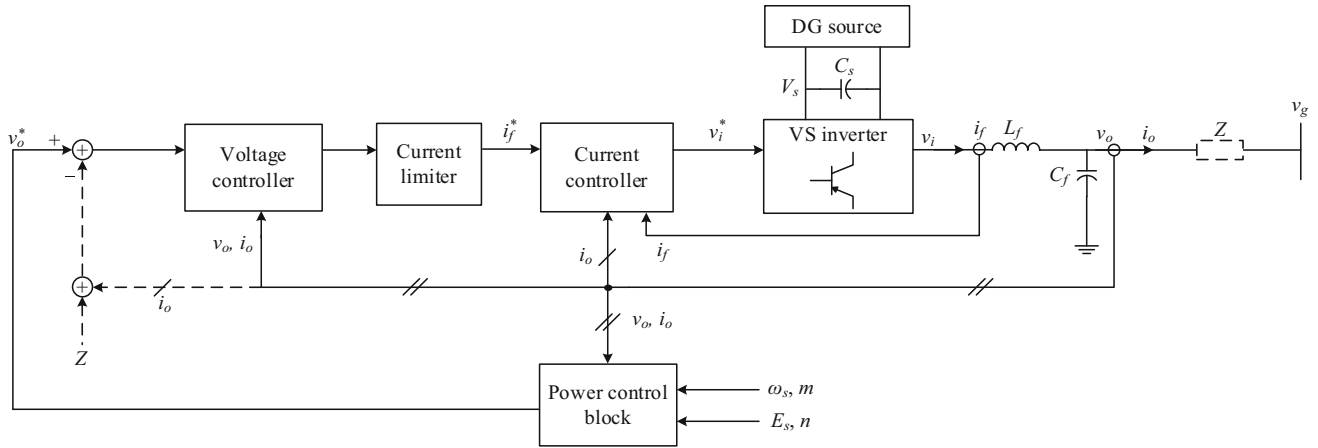 DG source
C_s
V_s
v_g
v_o^*
+
Voltage
controller
Current
limiter
i_f^*
Current
controller
v_i^*
VS inverter
v_i
i_f
L_f
v_o
i_o
Z
+
−
C_f
v_o, i_o
i_o
i_f
+
i_o
v_o, i_o
Z
Power control
block
ω_s, m
E_s, n